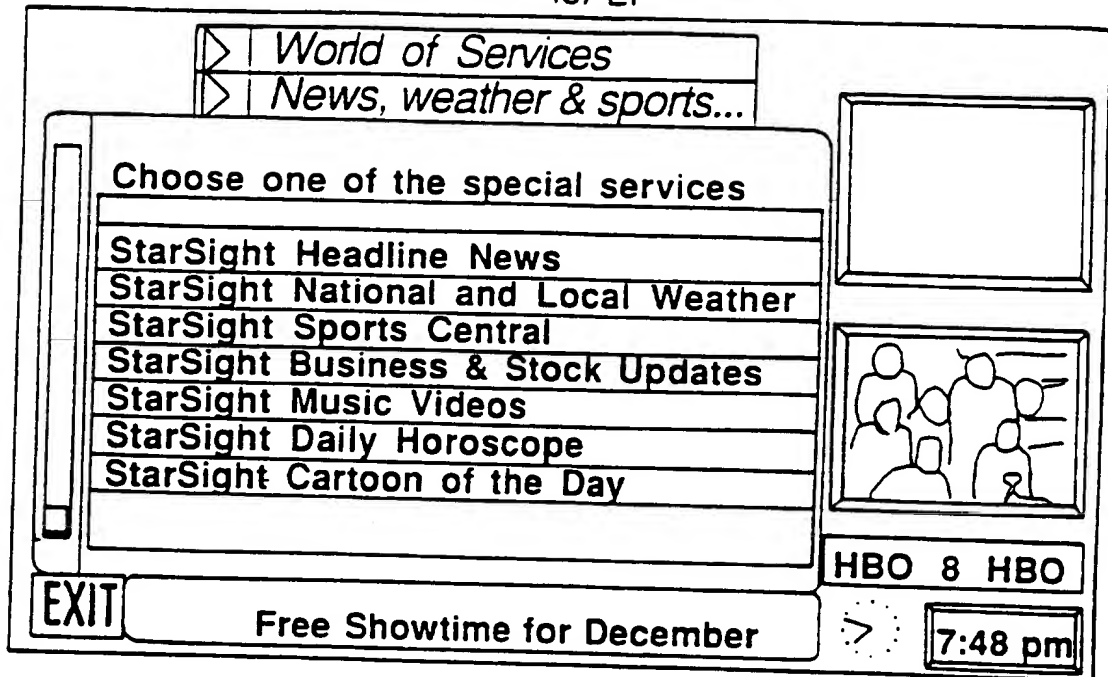 World of Services
News, weather & sports...
Choose one of the special services
StarSight Headline News
StarSight National and Local Weather
StarSight Sports Central
StarSight Business & Stock Updates
StarSight Music Videos
StarSight Daily Horoscope
StarSight Cartoon of the Day
HBO 8 HBO
EXIT
Free Showtime for December
7:48 pm